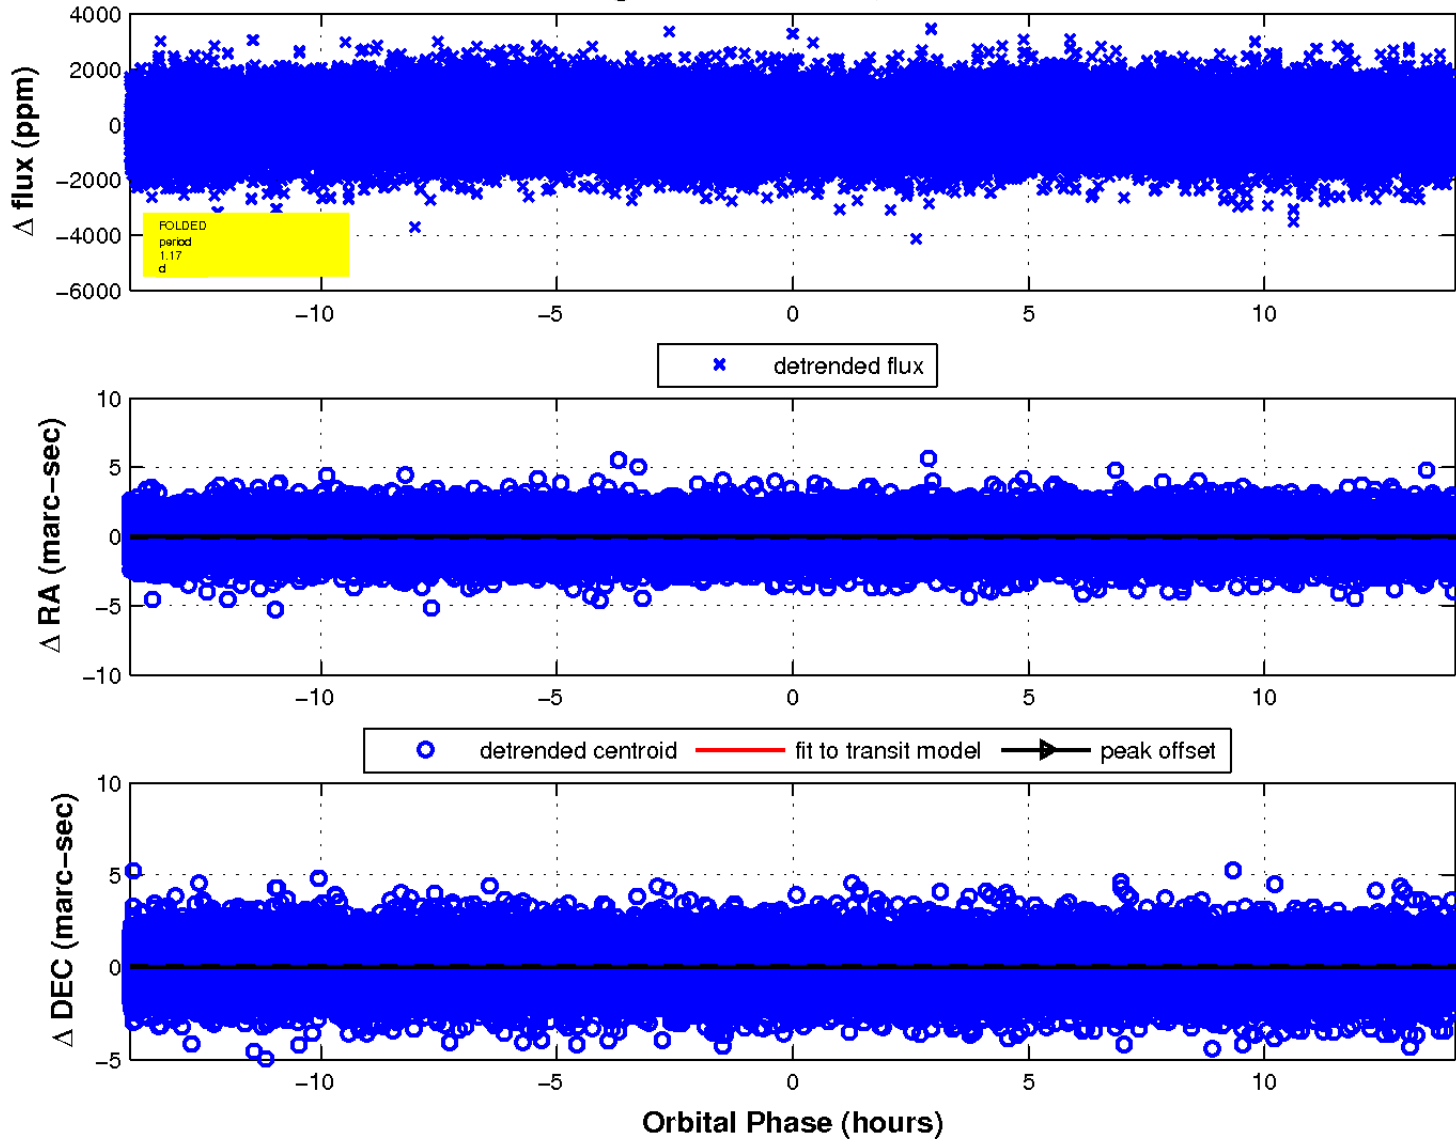 4000
2000
0
−2000
−4000
−6000
Δ flux (ppm)
FOLDED
period
1.17
d
−10 −5 0 5 10
detrended flux
10
5
0
−5
−10
Δ RA (marc−sec)
−10 −5 0 5 10
detrended centroid fit to transit model peak offset
10
5
0
−5
Δ DEC (marc−sec)
−10 −5 0 5 10
Orbital Phase (hours)